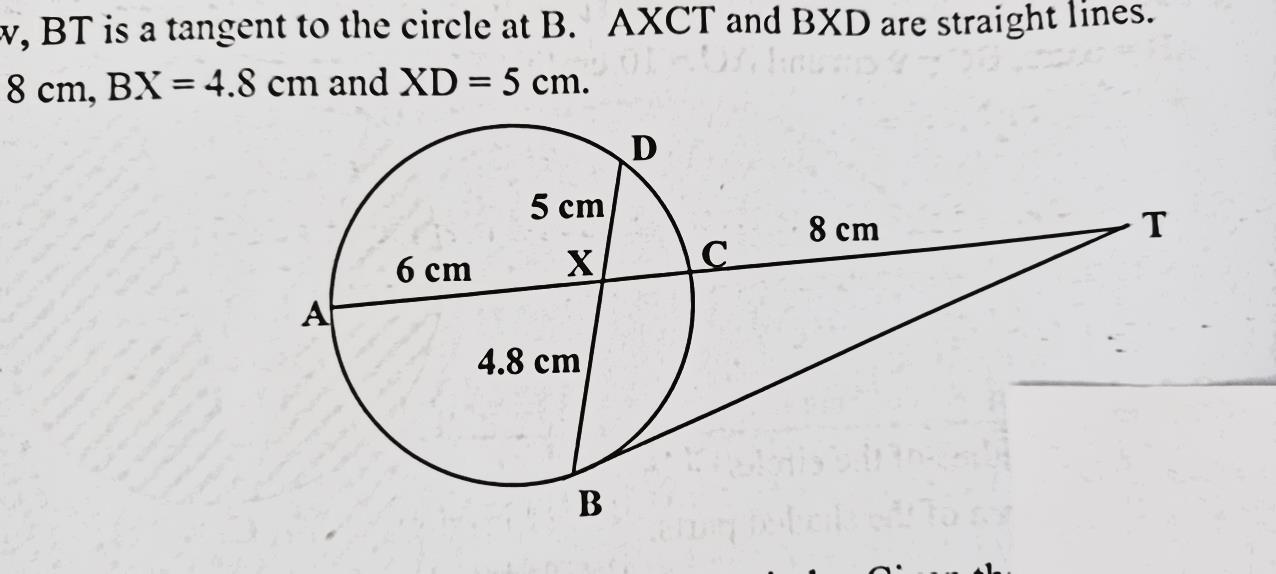 BT is a tangent to the circle at B. AXCT and BXD are straight lines.
8 cm, BX = 4.8 cm and XD = 5 cm.
D
5 cm
T
8 cm
C
X
6 cm
A
4.8 cm
B